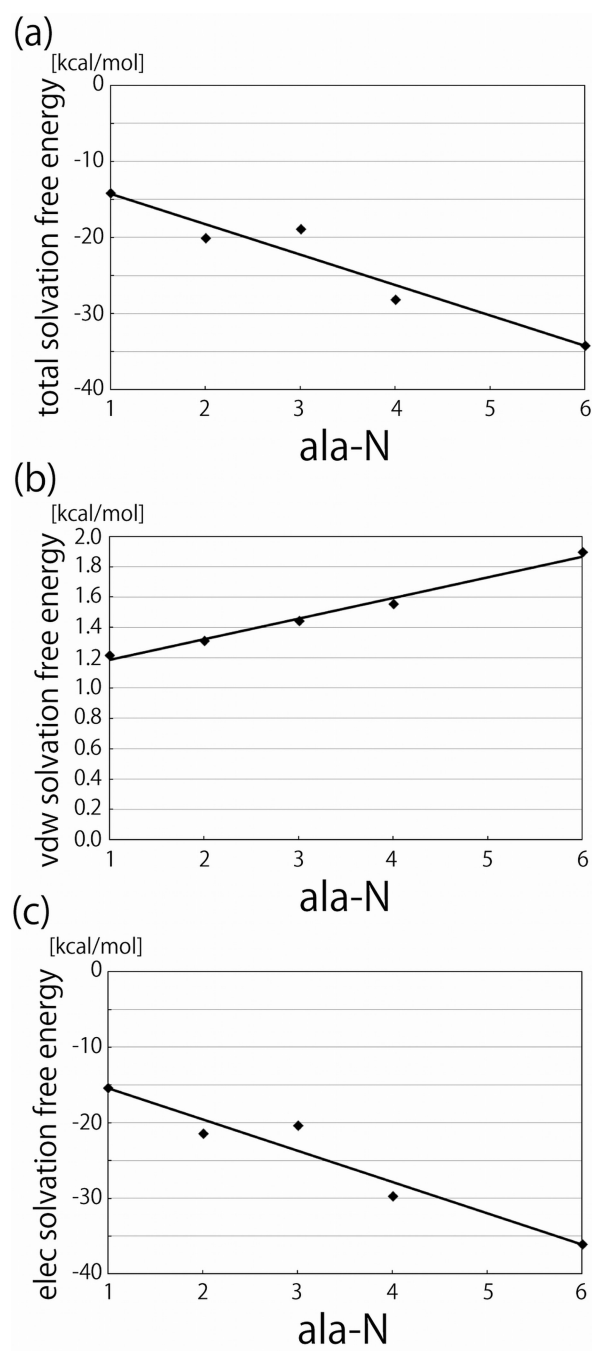 (a)
[kcal/mol]
total solvation free energy
0
-10
-20
-30
-40
1 2 3 4 5 6
ala-N
(b)
[kcal/mol]
vdw solvation free energy
2.0
1.8
1.6
1.4
1.2
1.0
0.8
0.6
0.4
0.2
0.0
1 2 3 4 5 6
ala-N
(c)
[kcal/mol]
elec solvation free energy
0
-10
-20
-30
-40
1 2 3 4 5 6
ala-N